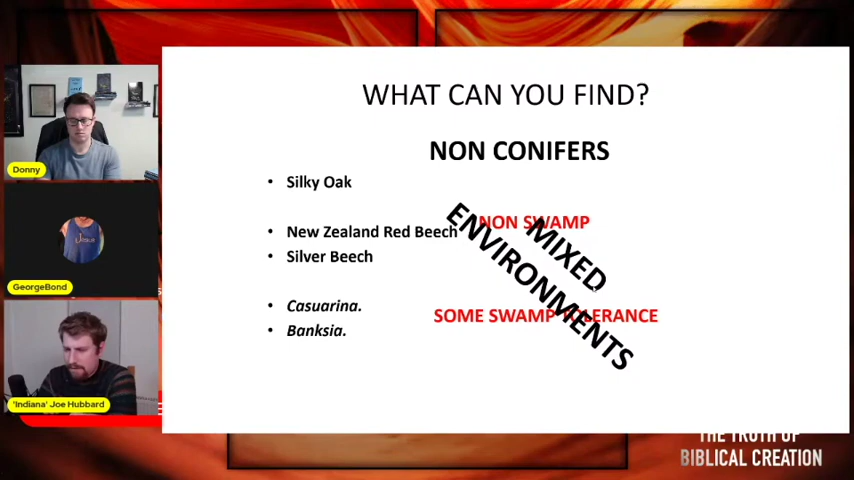 WHAT CAN YOU FIND?
NON CONIFERS
• Silky Oak
NON SWAMP
• New Zealand Red Beech
• Silver Beech
MIXED
ENVIRONMENTS
• Casuarina.
SOME SWAMP TOLERANCE
• Banksia.
Donny
GeorgeBond
Jesus
'Indiana' Joe Hubbard
THE TRUTH OF
BIBLICAL CREATION